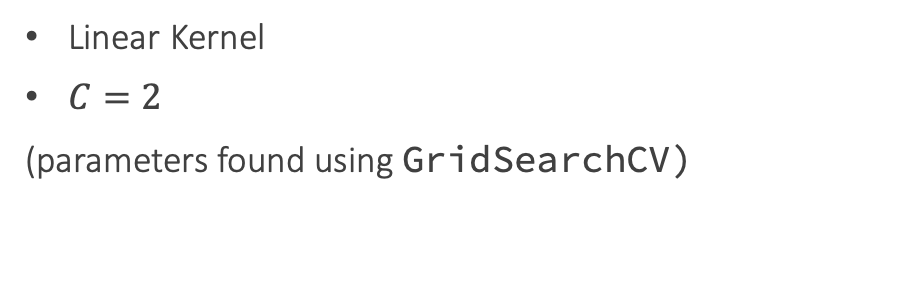 • Linear Kernel
• C = 2
(parameters found using GridSearchCV)